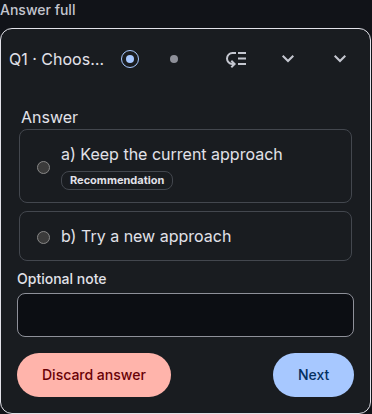 Answer full
Q1 · Choos...
Answer
a) Keep the current approach
Recommendation
b) Try a new approach
Optional note
Discard answer
Next